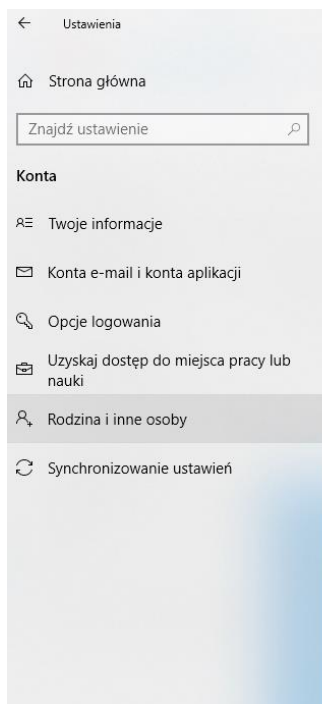 Ustawienia
Strona główna
Znajdź ustawienie
Konta
Twoje informacje
Konta e-mail i konta aplikacji
Opcje logowania
Uzyskaj dostęp do miejsca pracy lub
nauki
Rodzina i inne osoby
Synchronizowanie ustawień